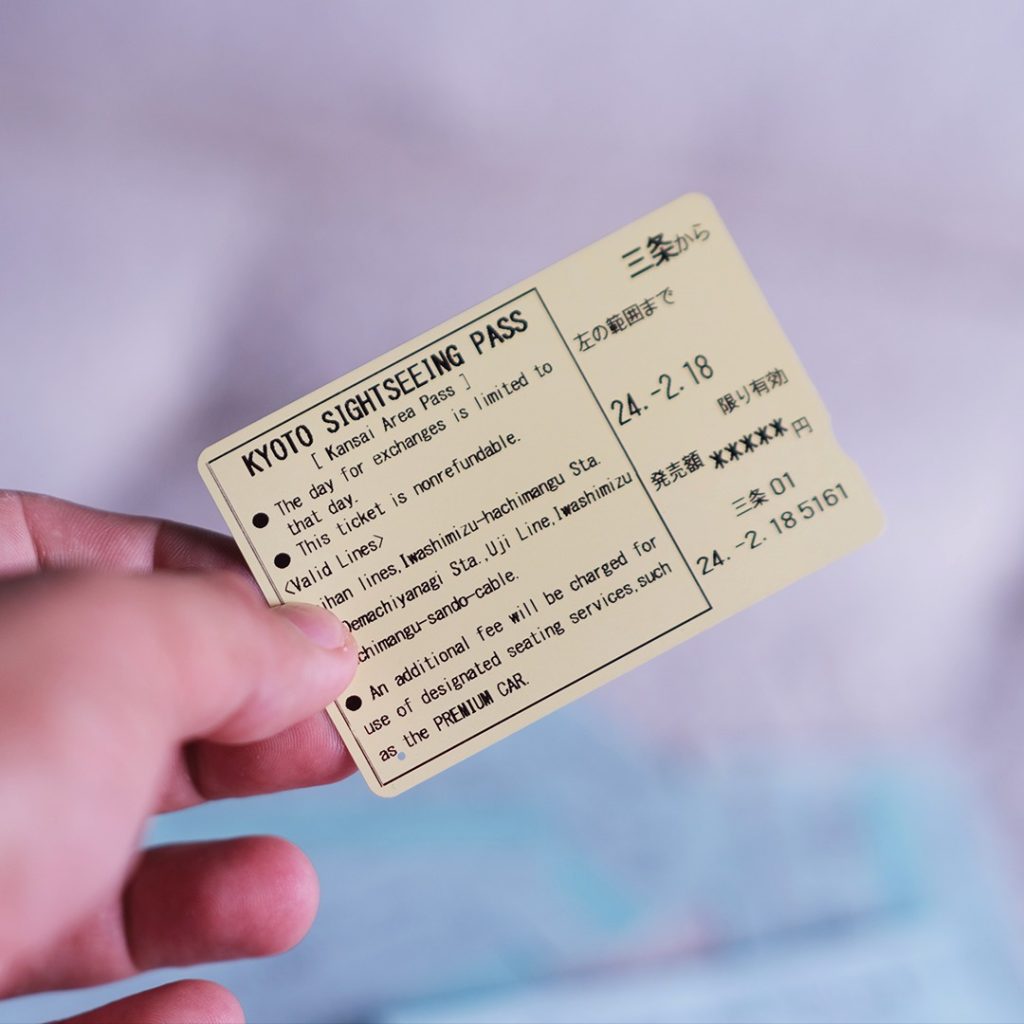 KYOTO SIGHTSEEING PASS
[ Kansai Area Pass ]
● The day for exchanges is limited to
that day.
● This ticket is nonrefundable.
<Valid Lines>
ihan lines,Iwashimizu-hachimangu Sta.
Demachiyanagi Sta.,Uji Line,Iwashimizu
chimangu-sando-cable.
● An additional fee will be charged for
use of designated seating services,such
as the PREMIUM CAR.
三条から
左の範囲まで
24.-2.18
限り有効
発売額 *****円
三条 01
24.-2.18 5161